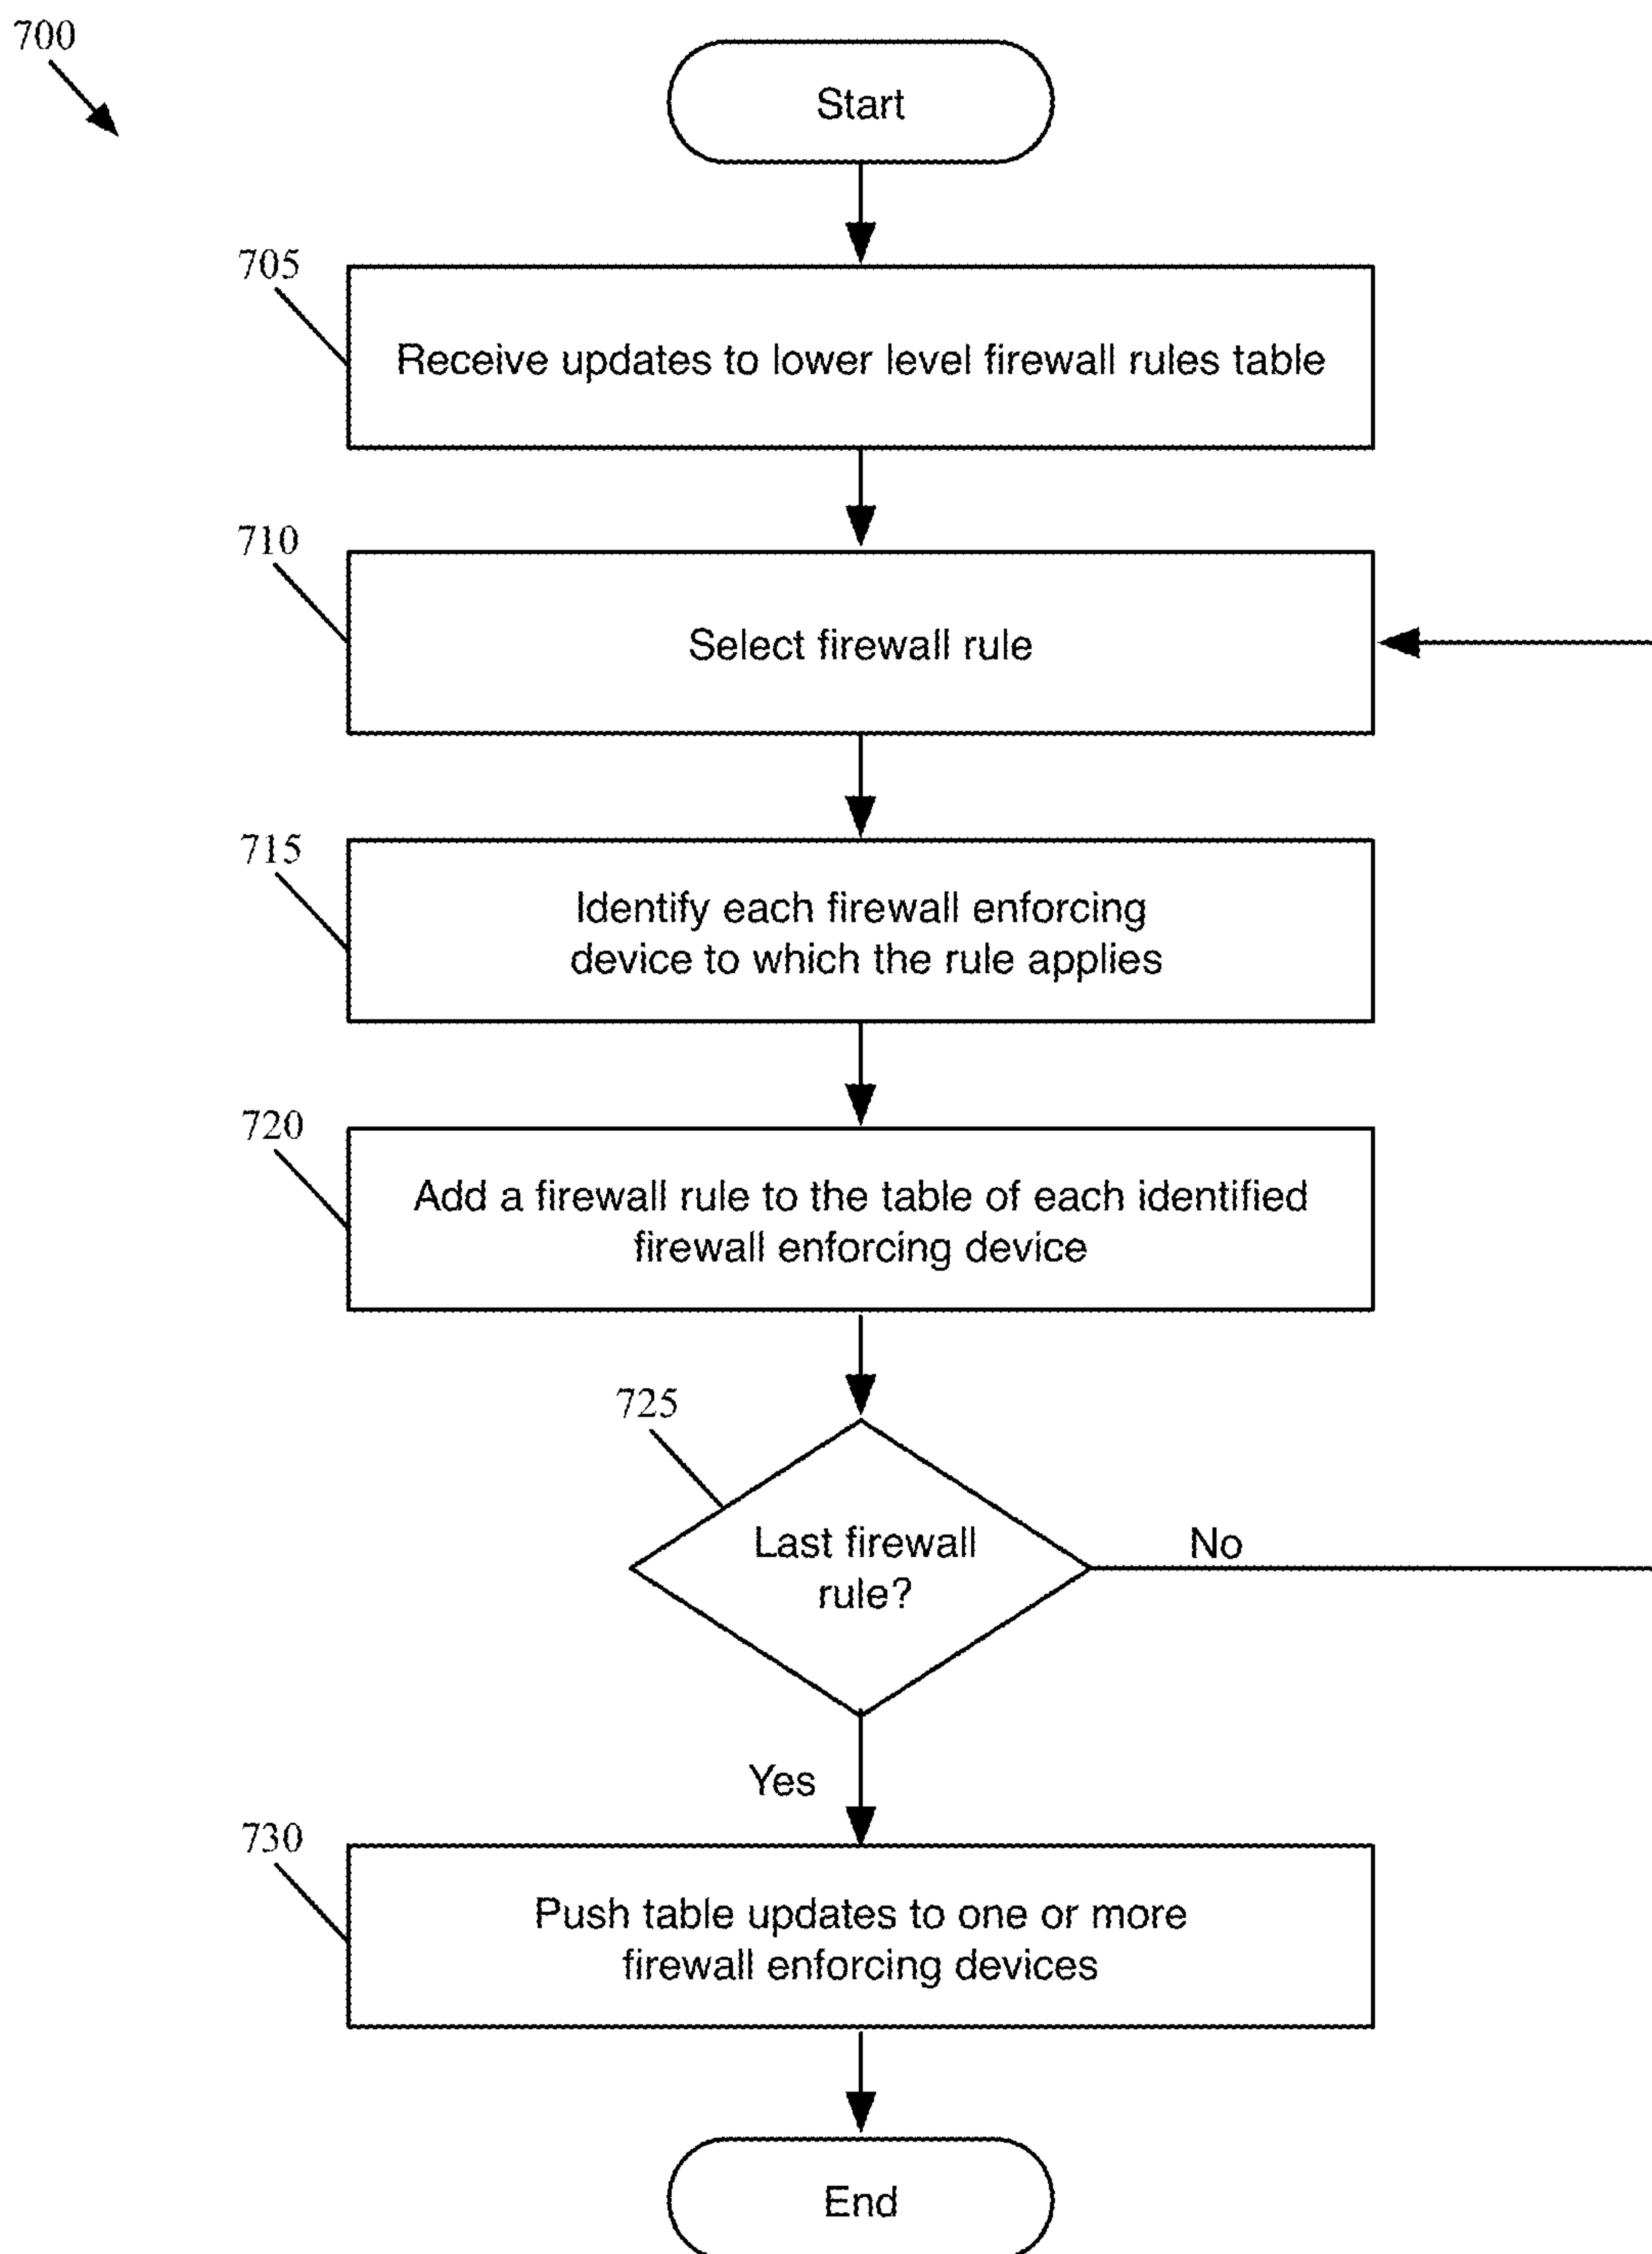 700
Start
705
Receive updates to lower level firewall rules table
710
Select firewall rule
715
Identify each firewall enforcing
device to which the rule applies
720
Add a firewall rule to the table of each identified
firewall enforcing device
725
Last firewall
rule?
No
Yes
730
Push table updates to one or more
firewall enforcing devices
End